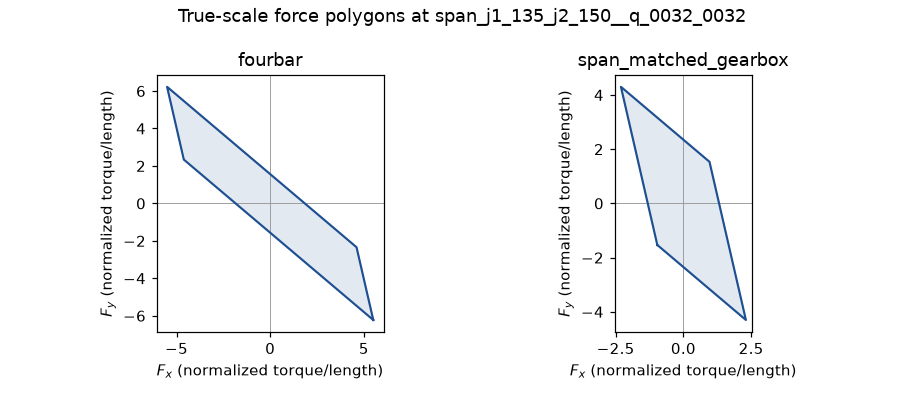 True-scale force polygons at span_j1_135_j2_150__q_0032_0032
fourbar
F_y (normalized torque/length)
6
4
2
0
−2
−4
−6
−5 0 5
F_x (normalized torque/length)
span_matched_gearbox
F_y (normalized torque/length)
4
2
0
−2
−4
−2.5 0.0 2.5
F_x (normalized torque/length)